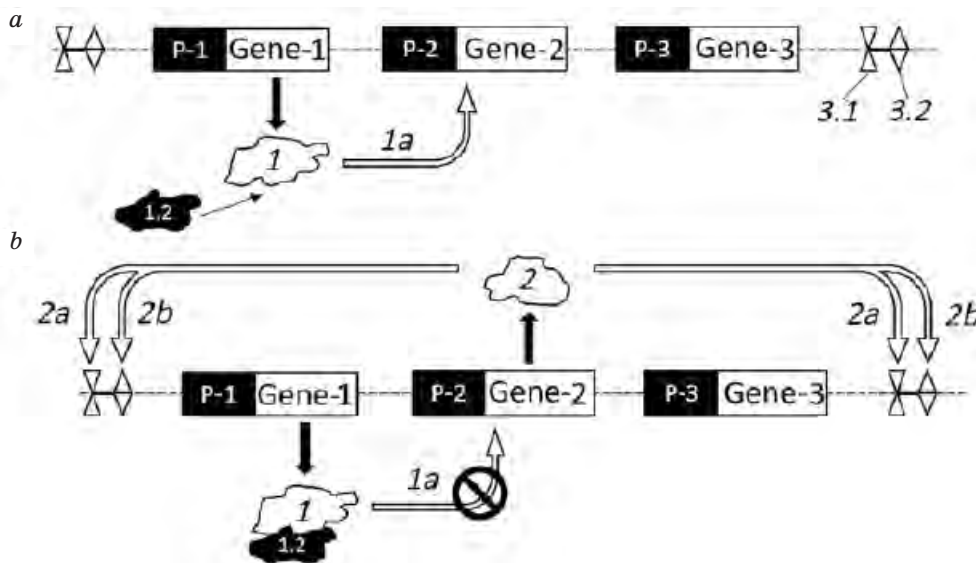 a
P-1 Gene-1 P-2 Gene-2 P-3 Gene-3
3.1 3.2
1 1a
1,2
b
2
2a 2b 2a 2b
P-1 Gene-1 P-2 Gene-2 P-3 Gene-3
1a
1
1,2